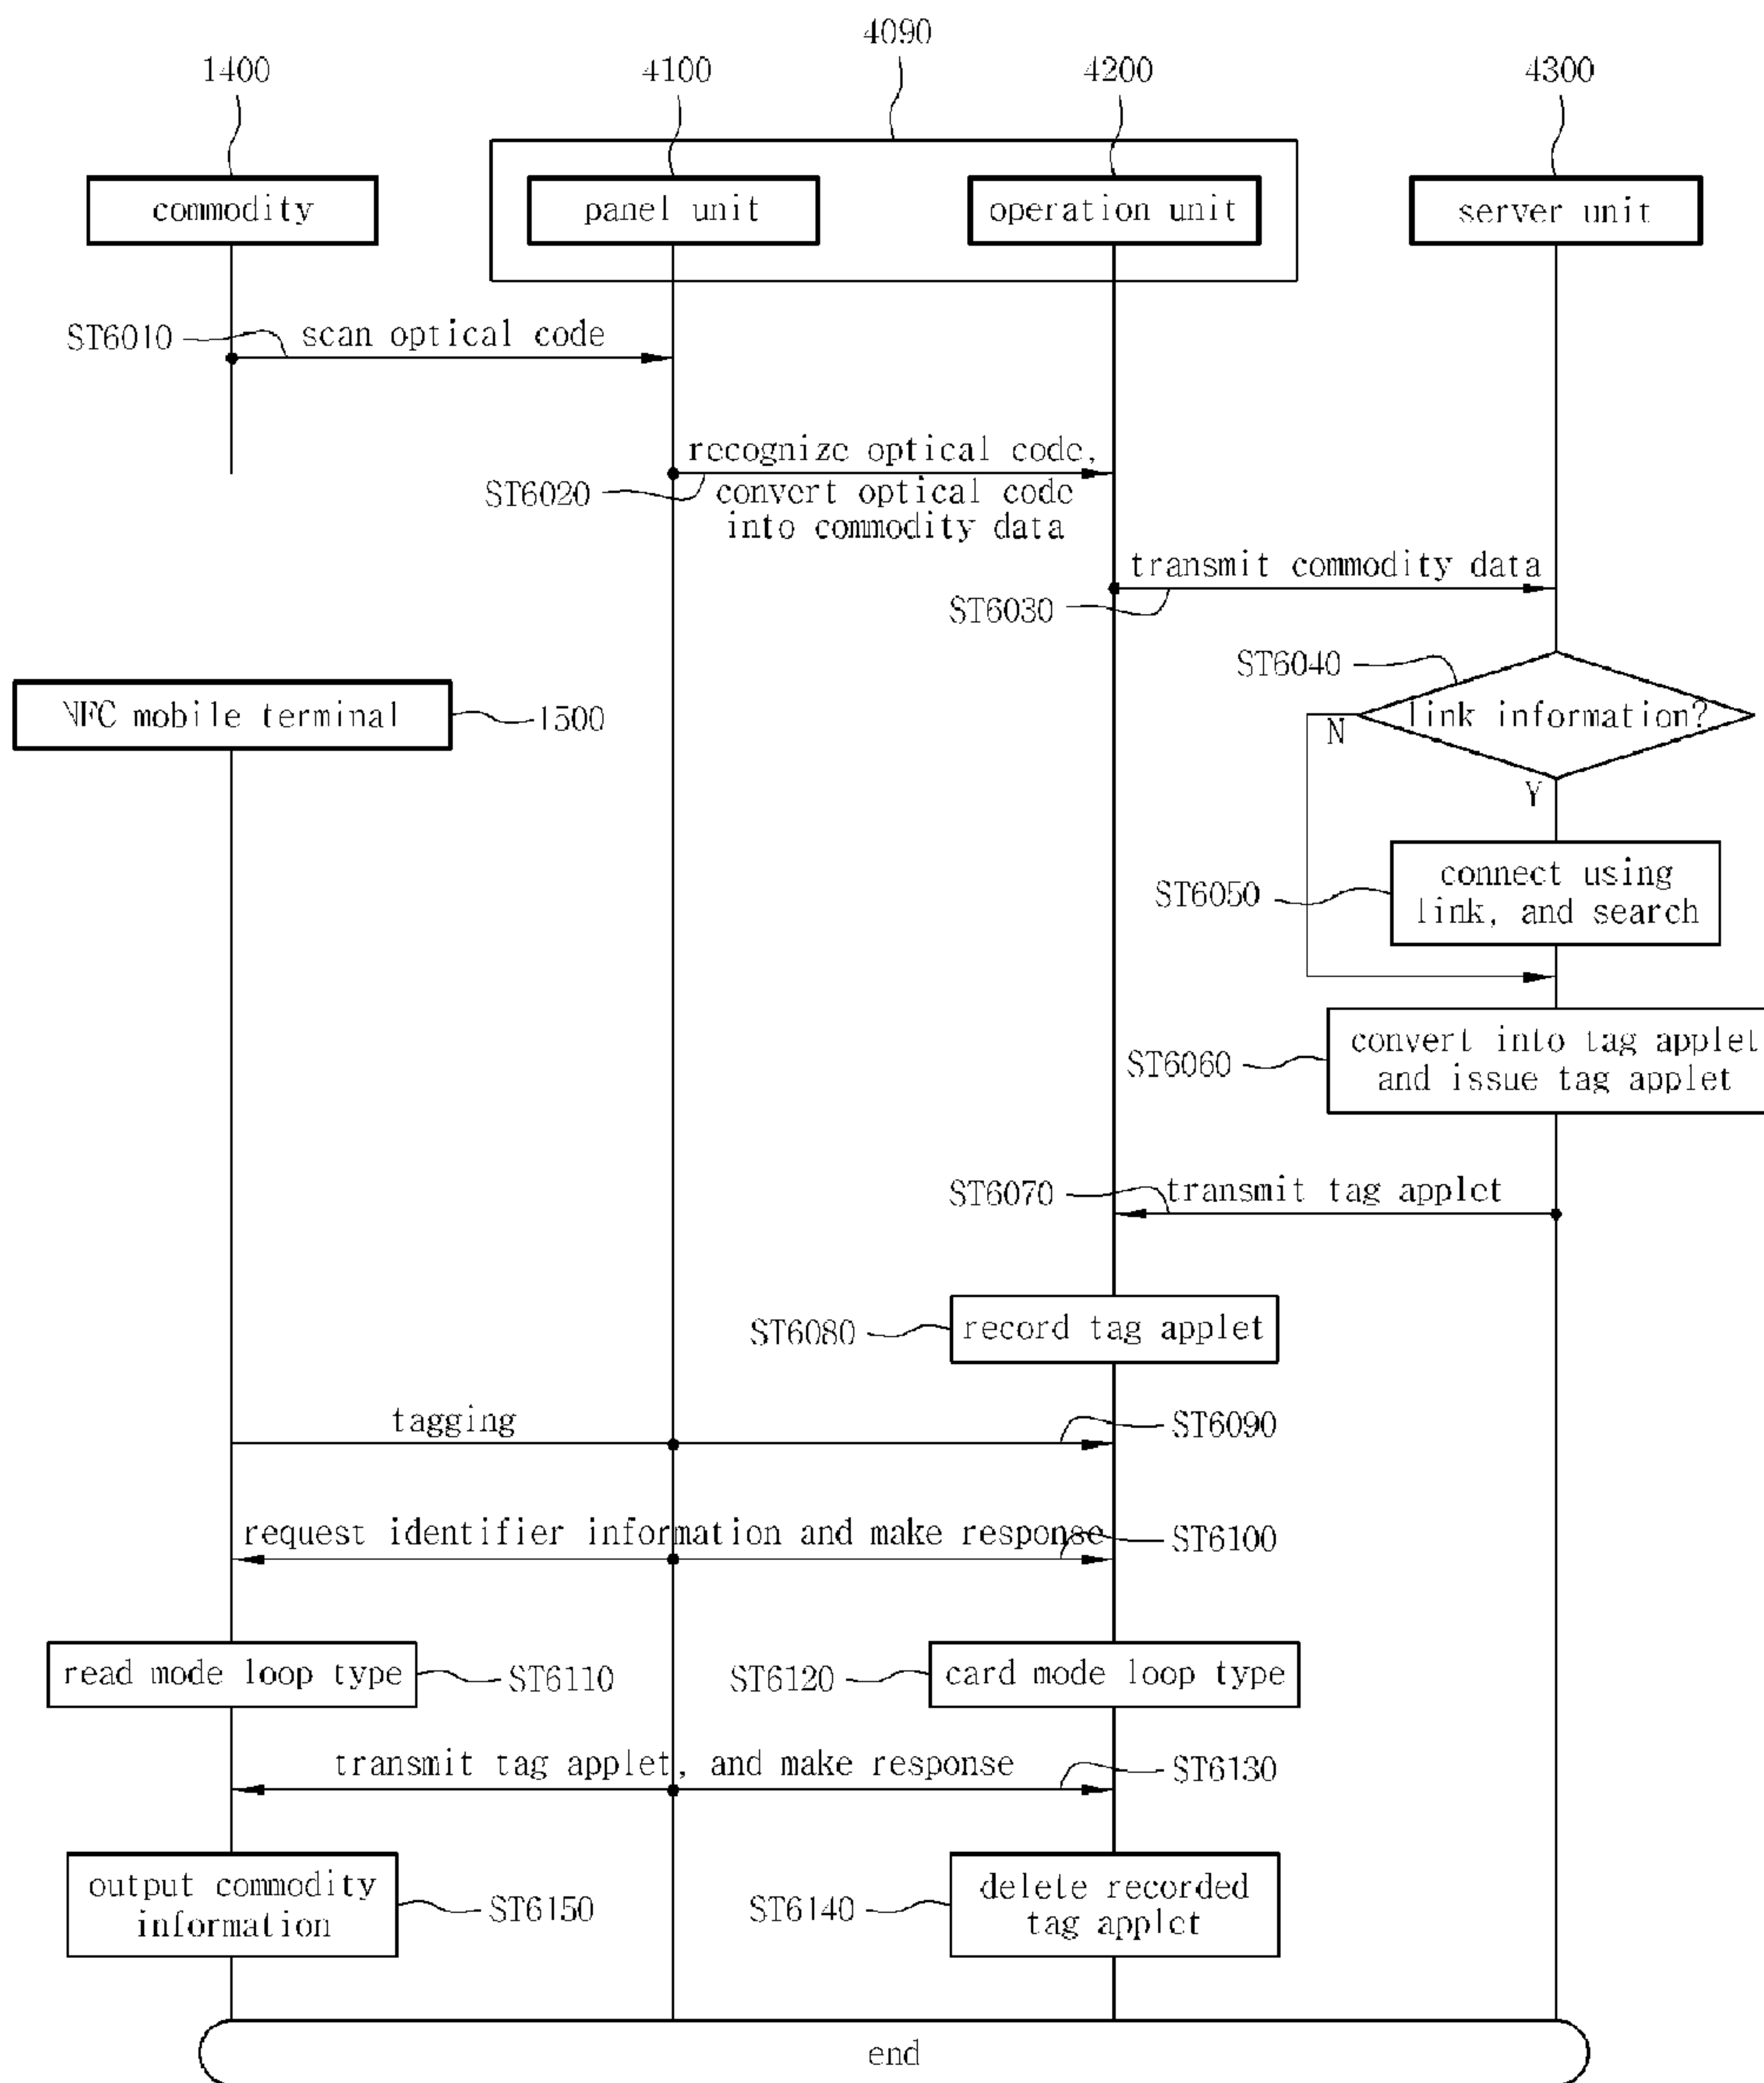 4090
1400
4100
4200
4300
commodity
panel unit
operation unit
server unit
ST6010
scan optical code
recognize optical code,
ST6020
convert optical code
into commodity data
transmit commodity data
ST6030
ST6040
NFC mobile terminal
1500
link information?
N
Y
ST6050
connect using
link, and search
ST6060
convert into tag applet
and issue tag applet
ST6070
transmit tag applet
ST6080
record tag applet
tagging
ST6090
request identifier information and make response
ST6100
read mode loop type
ST6110
ST6120
card mode loop type
transmit tag applet, and make response
ST6130
output commodity
information
ST6150
ST6140
delete recorded
tag applet
end